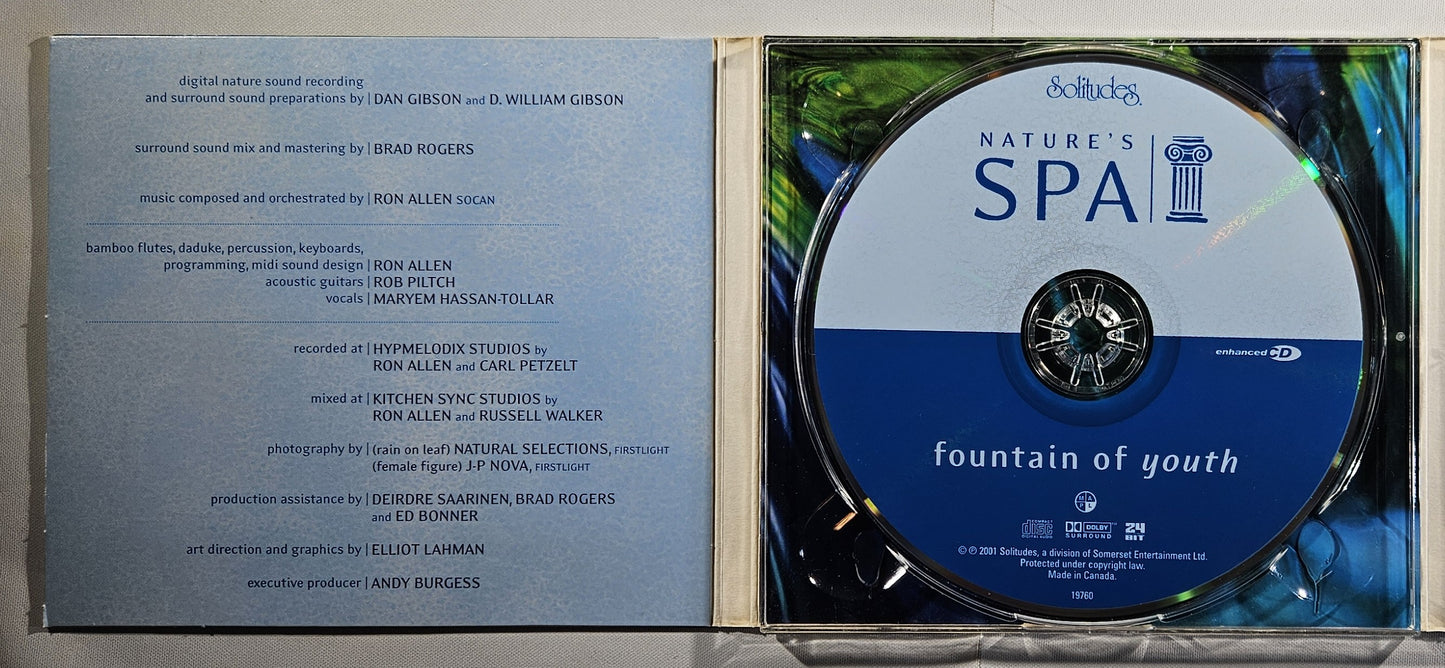 digital nature sound recording
and surround sound preparations by | DAN GIBSON and D. WILLIAM GIBSON
surround sound mix and mastering by | BRAD ROGERS
music composed and orchestrated by | RON ALLEN SOCAN
bamboo flutes, daduke, percussion, keyboards,
programming, midi sound design | RON ALLEN
acoustic guitars | ROB PILTCH
vocals | MARYEM HASSAN-TOLLAR
recorded at | HYPMELODIX STUDIOS by
RON ALLEN and CARL PETZELT
mixed at | KITCHEN SYNC STUDIOS by
RON ALLEN and RUSSELL WALKER
photography by | (rain on leaf) NATURAL SELECTIONS, FIRSTLIGHT
(female figure) J-P NOVA, FIRSTLIGHT
production assistance by | DEIRDRE SAARINEN, BRAD ROGERS
and ED BONNER
art direction and graphics by | ELLIOT LAHMAN
executive producer | ANDY BURGESS
Solitudes
NATURE'S
SPA
enhanced CD
fountain of youth
M A
P L
COMPACT
disc
DIGITAL AUDIO
DOLBY
SURROUND
24
BIT
© ℗ 2001 Solitudes, a division of Somerset Entertainment Ltd.
Protected under copyright law.
Made in Canada.
19760